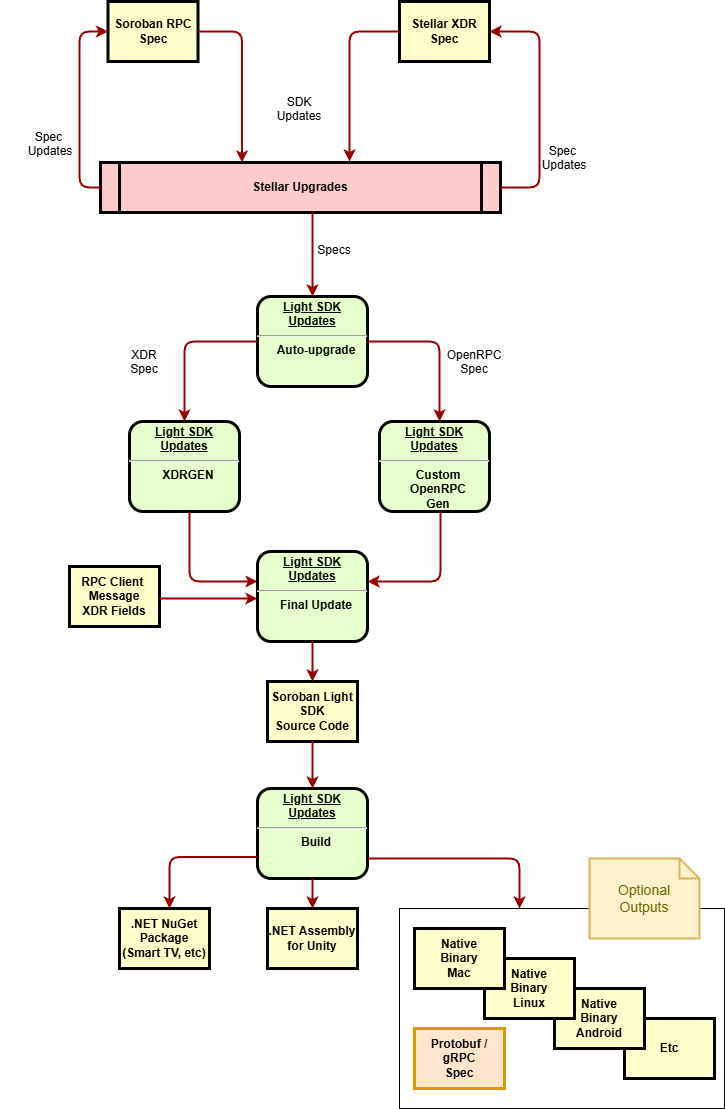 Soroban RPC
Spec
Stellar XDR
Spec
SDK
Updates
Spec
Updates
Spec
Updates
Stellar Upgrades
Specs
Light SDK
Updates
Auto-upgrade
XDR
Spec
OpenRPC
Spec
Light SDK
Updates
XDRGEN
Light SDK
Updates
Custom
OpenRPC
Gen
Light SDK
Updates
Final Update
RPC Client
Message
XDR Fields
Soroban Light
SDK
Source Code
Light SDK
Updates
Build
.NET NuGet
Package
(Smart TV, etc)
.NET Assembly
for Unity
Optional
Outputs
Native
Binary
Mac
Native
Binary
Linux
Native
Binary
Android
Etc
Protobuf /
gRPC
Spec